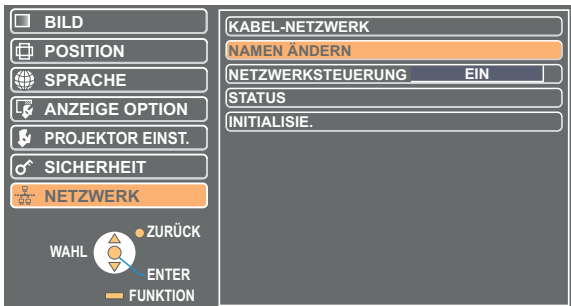 BILD
POSITION
SPRACHE
ANZEIGE OPTION
PROJEKTOR EINST.
SICHERHEIT
NETZWERK
ZURÜCK
WAHL
ENTER
FUNKTION
KABEL-NETZWERK
NAMEN ÄNDERN
NETZWERKSTEUERUNG EIN
STATUS
INITIALISIE.